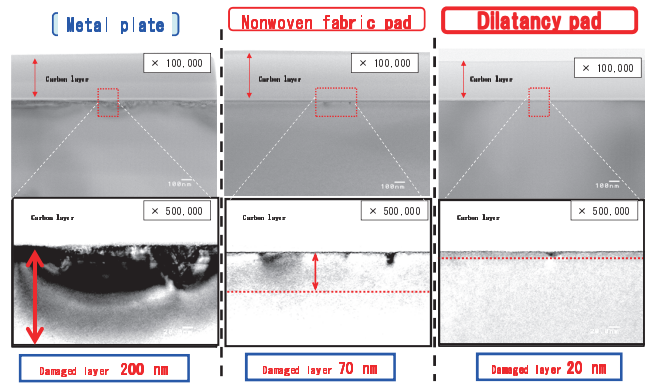 Metal plate
Nonwoven fabric pad
Dilatancy pad
× 100,000
× 100,000
× 100,000
Carbon layer
Carbon layer
Carbon layer
100nm
100nm
100nm
× 500,000
× 500,000
× 500,000
Carbon layer
Carbon layer
Carbon layer
Damaged layer 200 nm
Damaged layer 70 nm
Damaged layer 20 nm